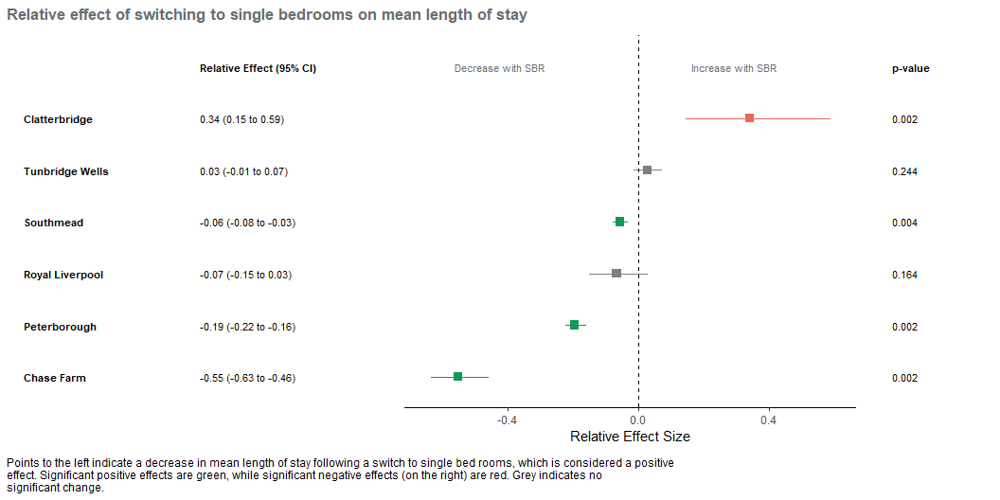 Relative effect of switching to single bedrooms on mean length of stay
Relative Effect (95% CI) Decrease with SBR Increase with SBR p-value
Clatterbridge 0.34 (0.15 to 0.59) 0.002
Tunbridge Wells 0.03 (-0.01 to 0.07) 0.244
Southmead -0.06 (-0.08 to -0.03) 0.004
Royal Liverpool -0.07 (-0.15 to 0.03) 0.164
Peterborough -0.19 (-0.22 to -0.16) 0.002
Chase Farm -0.55 (-0.63 to -0.46) 0.002
-0.4 0.0 0.4
Relative Effect Size
Points to the left indicate a decrease in mean length of stay following a switch to single bed rooms, which is considered a positive
effect. Significant positive effects are green, while significant negative effects (on the right) are red. Grey indicates no
significant change.